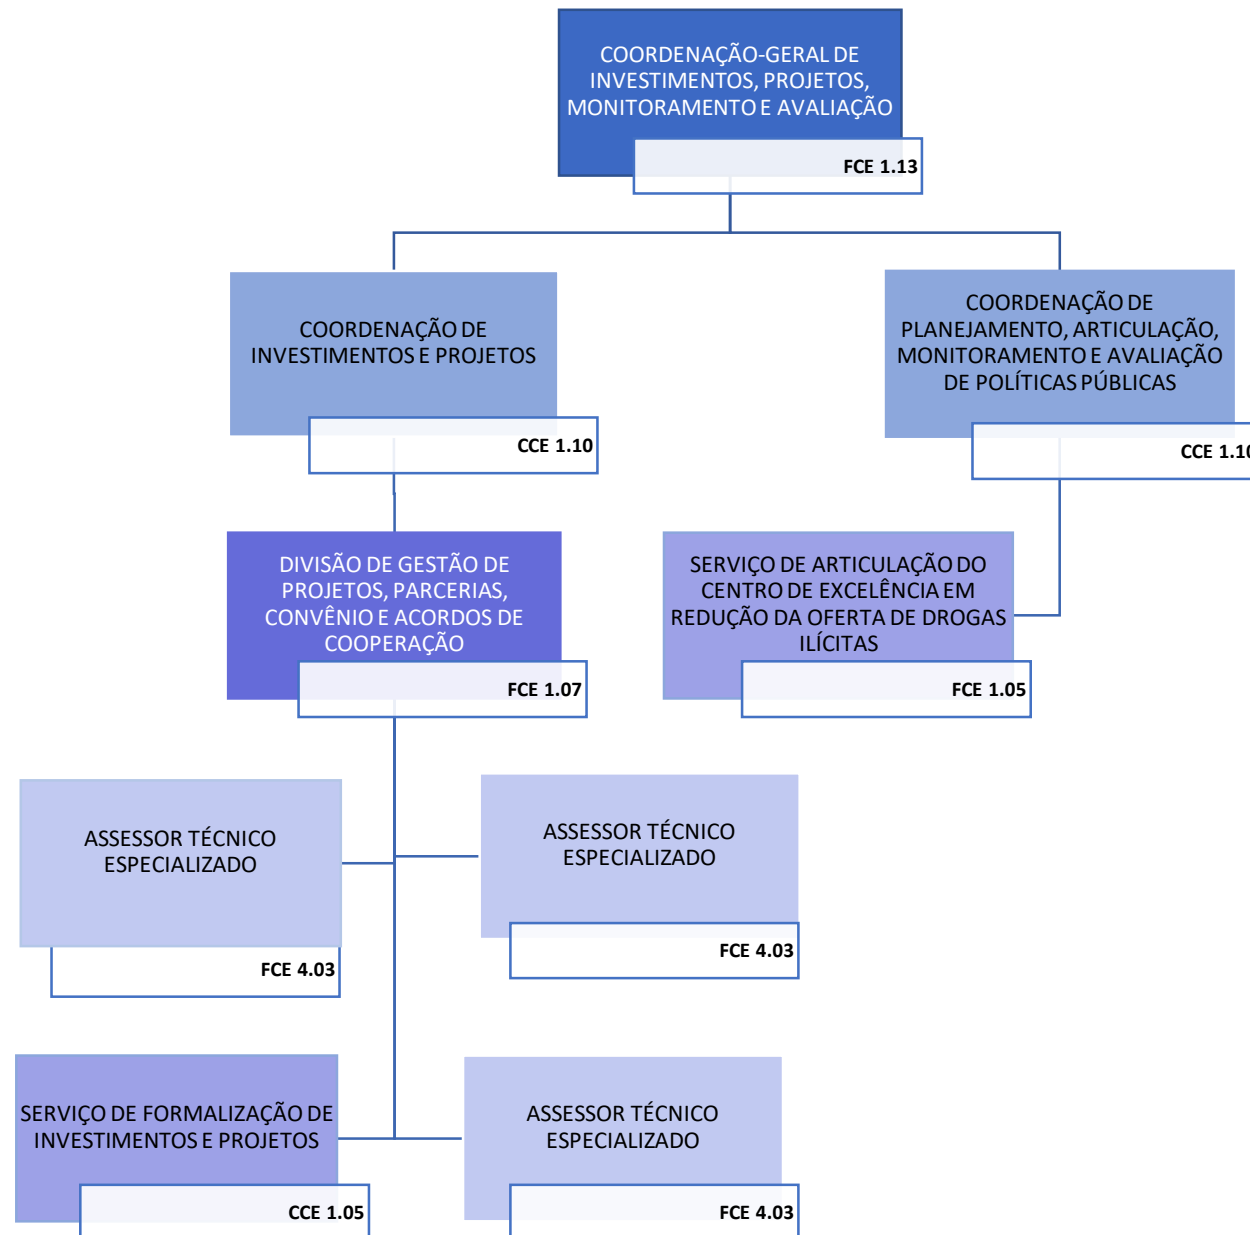 COORDENAÇÃO-GERAL DE
INVESTIMENTOS, PROJETOS,
MONITORAMENTO E AVALIAÇÃO
FCE 1.13
COORDENAÇÃO DE
INVESTIMENTOS E PROJETOS
CCE 1.10
COORDENAÇÃO DE
PLANEJAMENTO, ARTICULAÇÃO,
MONITORAMENTO E AVALIAÇÃO
DE POLÍTICAS PÚBLICAS
CCE 1.10
DIVISÃO DE GESTÃO DE
PROJETOS, PARCERIAS,
CONVÊNIO E ACORDOS DE
COOPERAÇÃO
FCE 1.07
SERVIÇO DE ARTICULAÇÃO DO
CENTRO DE EXCELÊNCIA EM
REDUÇÃO DA OFERTA DE DROGAS
ILÍCITAS
FCE 1.05
ASSESSOR TÉCNICO
ESPECIALIZADO
FCE 4.03
ASSESSOR TÉCNICO
ESPECIALIZADO
FCE 4.03
SERVIÇO DE FORMALIZAÇÃO DE
INVESTIMENTOS E PROJETOS
CCE 1.05
ASSESSOR TÉCNICO
ESPECIALIZADO
FCE 4.03